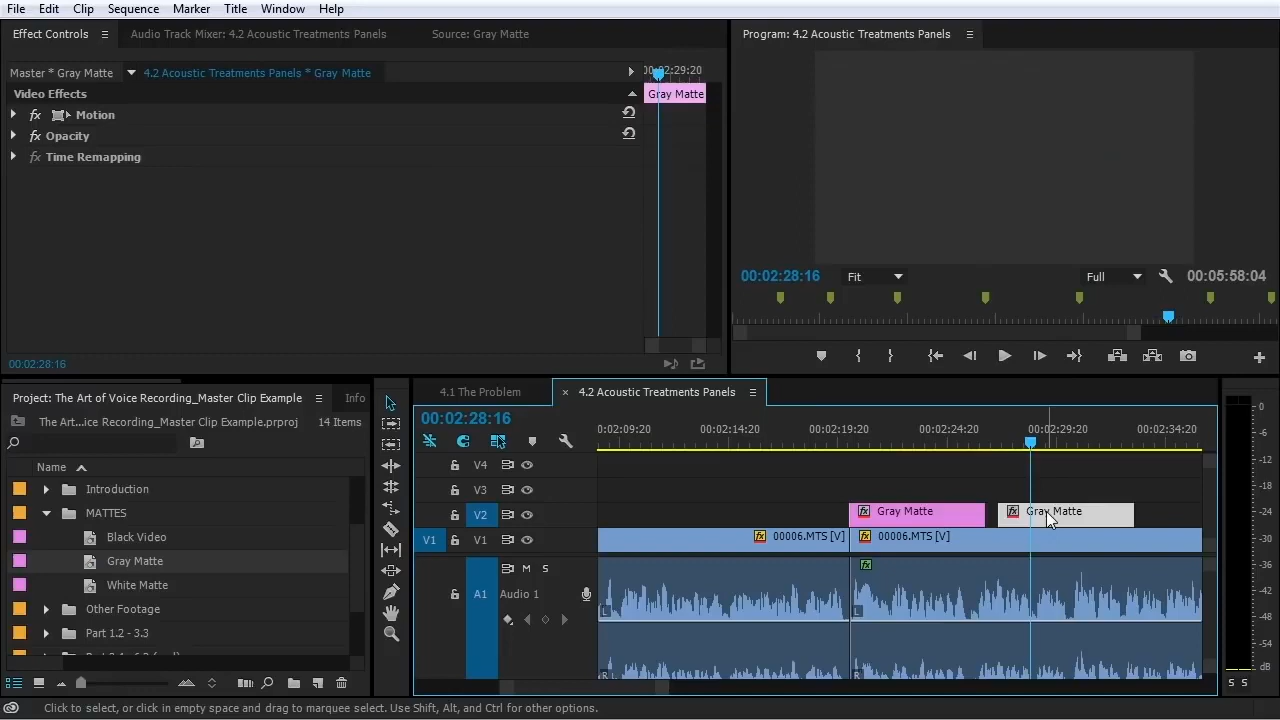 File Edit Clip Sequence Marker Title Window Help
Effect Controls Audio Track Mixer: 4.2 Acoustic Treatments Panels Source: Gray Matte
Program: 4.2 Acoustic Treatments Panels
Master * Gray Matte 4.2 Acoustic Treatments Panels * Gray Matte
00:02:29:20
Video Effects
Gray Matte
fx Motion
fx Opacity
fx Time Remapping
00:02:28:16 Fit Full 00:05:58:04
00:02:28:16
Project: The Art of Voice Recording_Master Clip Example Info
The Art...ice Recording_Master Clip Example.prproj 14 Items
Name
Introduction
MATTES
Black Video
Gray Matte
White Matte
Other Footage
Part 1.2 - 3.3
4.1 The Problem × 4.2 Acoustic Treatments Panels
00:02:28:16
0:02:09:20 00:02:14:20 00:02:19:20 00:02:24:20 00:02:29:20 00:02:34:20
V4
V3
V2 fx Gray Matte fx Gray Matte
V1 V1 fx 00006.MTS [V] fx 00006.MTS [V]
M S fx
A1 Audio 1
L L
R R
0
-6
-12
-18
-24
-30
-36
-42
-48
-54
dB
S S
Click to select, or click in empty space and drag to marquee select. Use Shift, Alt, and Ctrl for other options.